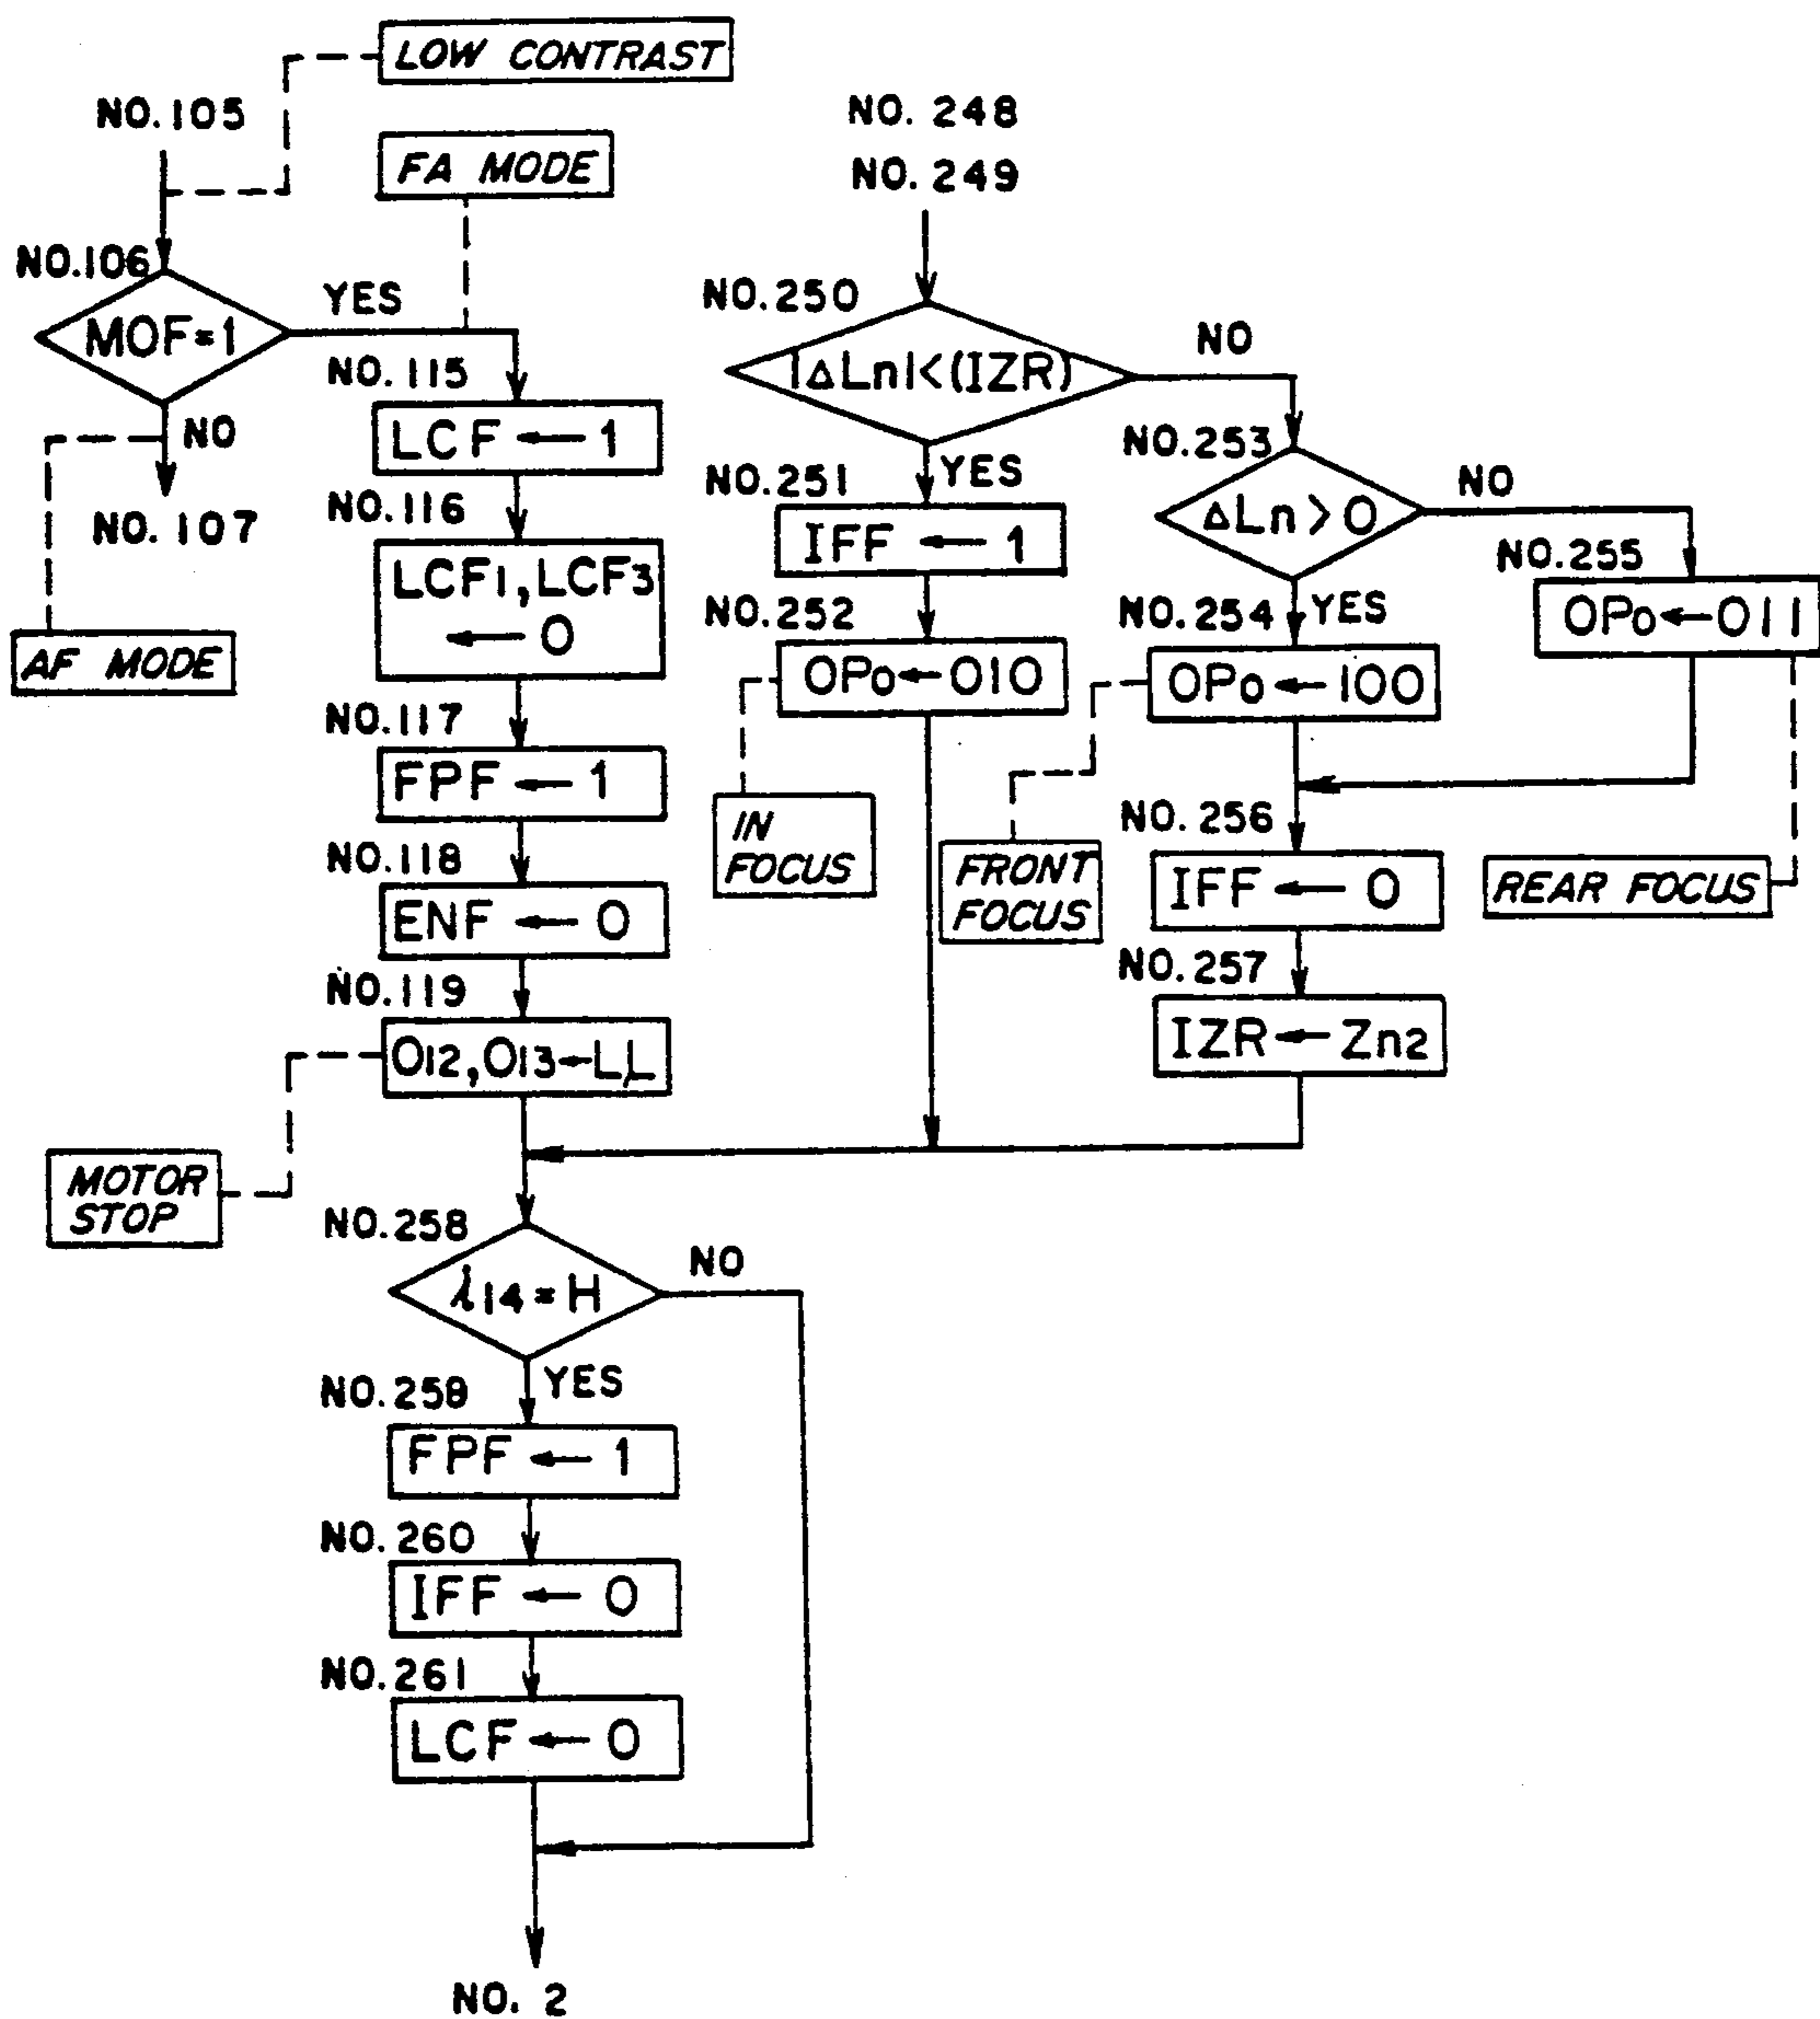 LOW CONTRAST
NO.105
FA MODE
NO.106
MOF=1
YES
NO
NO.107
AF MODE
NO.115
LCF ← 1
NO.116
LCF1, LCF3
← 0
NO.117
FPF ← 1
NO.118
ENF ← 0
NO.119
O12, O13←LL
MOTOR
STOP
NO. 248
NO. 249
NO.250
|ΔLn|<(IZR)
NO
YES
NO.251
IFF ← 1
NO.252
OPo←010
IN
FOCUS
NO.253
ΔLn > 0
NO
YES
NO.254
OPo ← 100
FRONT
FOCUS
NO.255
OPo←011
REAR FOCUS
NO.256
IFF ← 0
NO.257
IZR ← Zn2
NO.258
i14 = H
NO
YES
NO.258
FPF ← 1
NO.260
IFF ← 0
NO.261
LCF ← 0
NO. 2